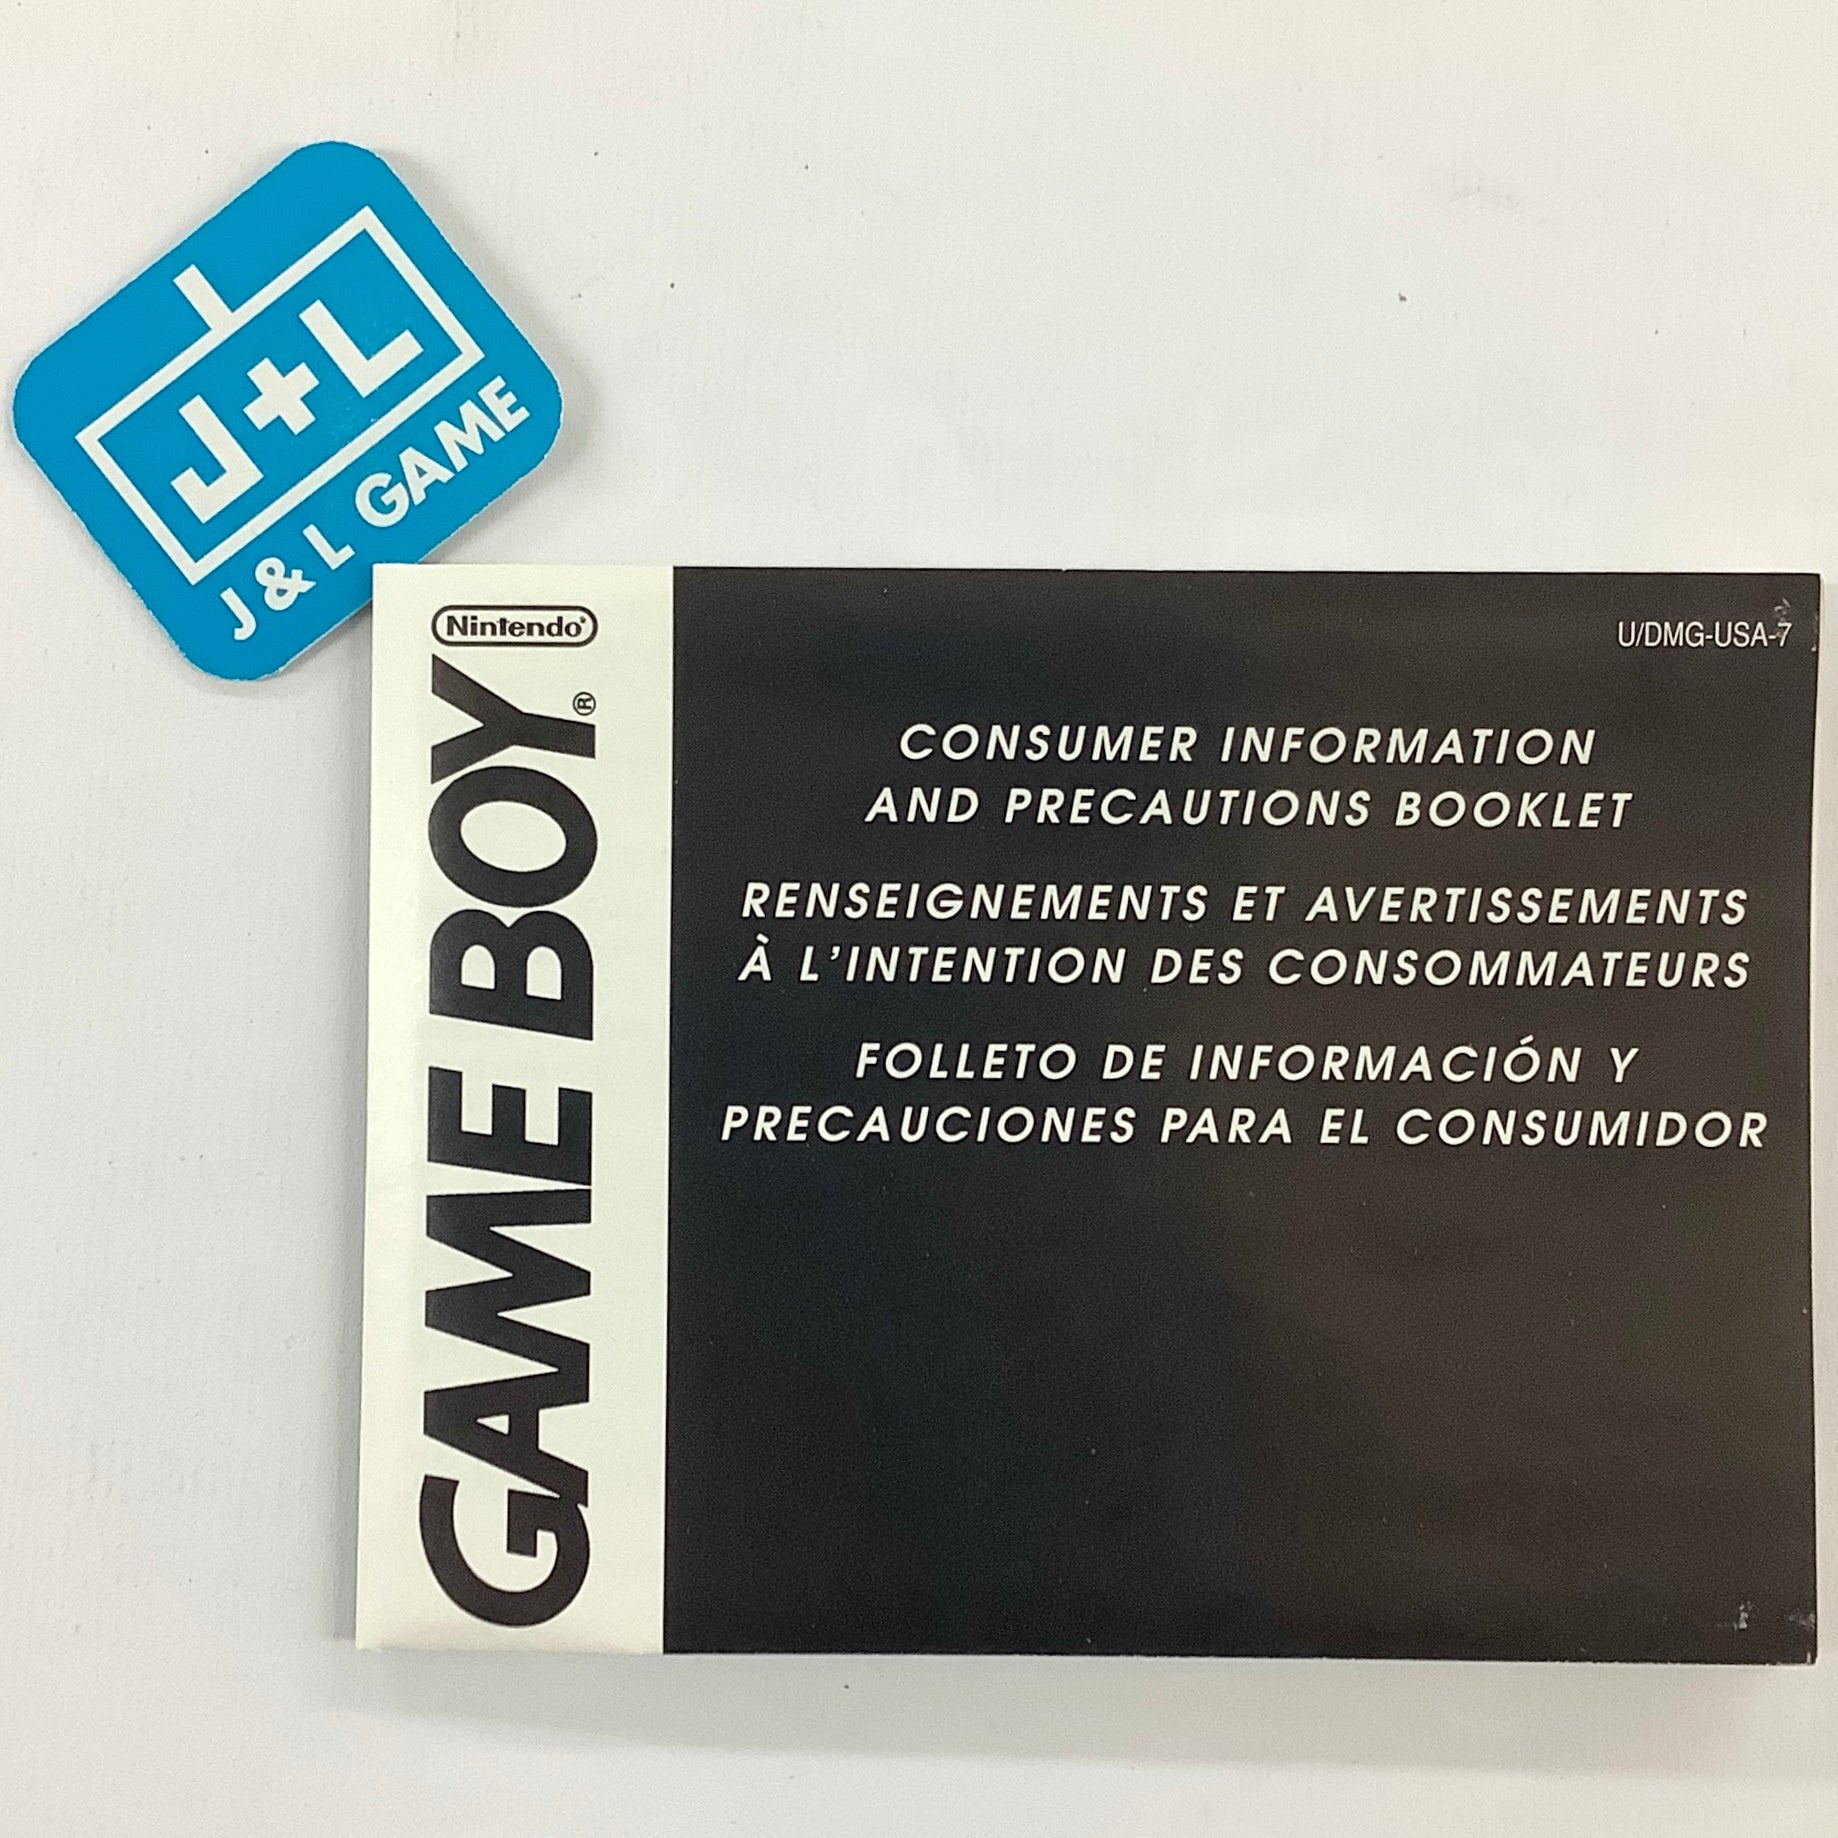 J+L
J & L GAME
Nintendo®
GAME BOY®
U/DMG-USA-7
CONSUMER INFORMATION
AND PRECAUTIONS BOOKLET
RENSEIGNEMENTS ET AVERTISSEMENTS
À L'INTENTION DES CONSOMMATEURS
FOLLETO DE INFORMACIÓN Y
PRECAUCIONES PARA EL CONSUMIDOR